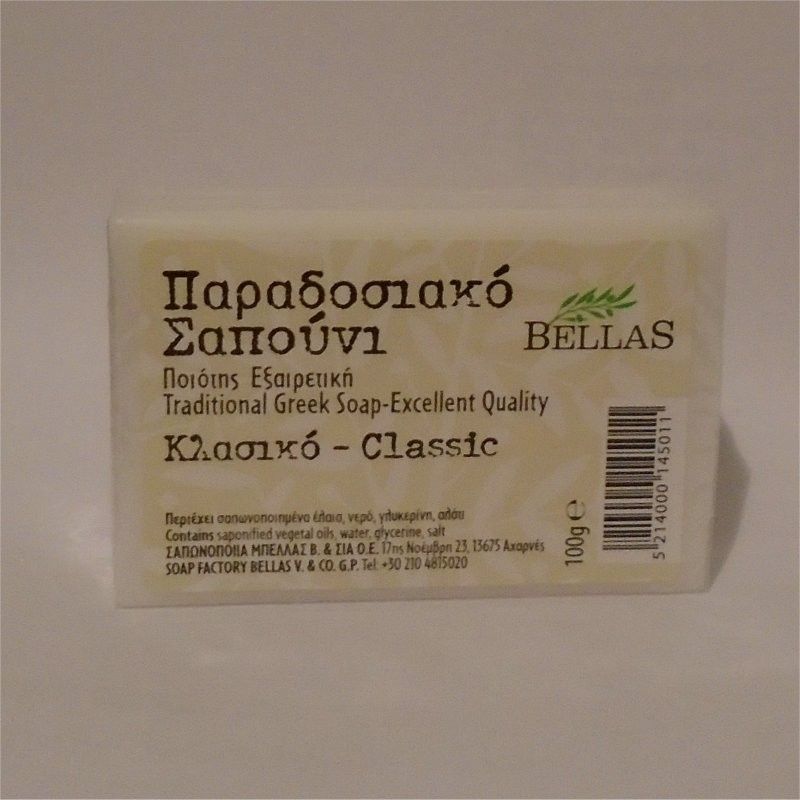 Παραδοσιακό
Σαπούνι
BELLAS
Ποιότης Εξαιρετική
Traditional Greek Soap-Excellent Quality
Κλασικό - Classic
Περιέχει σαπωνοποιημένα έλαια, νερό, γλυκερίνη, αλάτι
Contains saponified vegetal oils, water, glycerine, salt
ΣΑΠΩΝΟΠΟΙΙΑ ΜΠΕΛΛΑΣ Β. & ΣΙΑ Ο.Ε. 17ης Νοέμβρη 23, 13675 Αχαρνές
SOAP FACTORY BELLAS V. & CO. G.P. Tel: +30 210 4815020
100g e
5 214000 145011